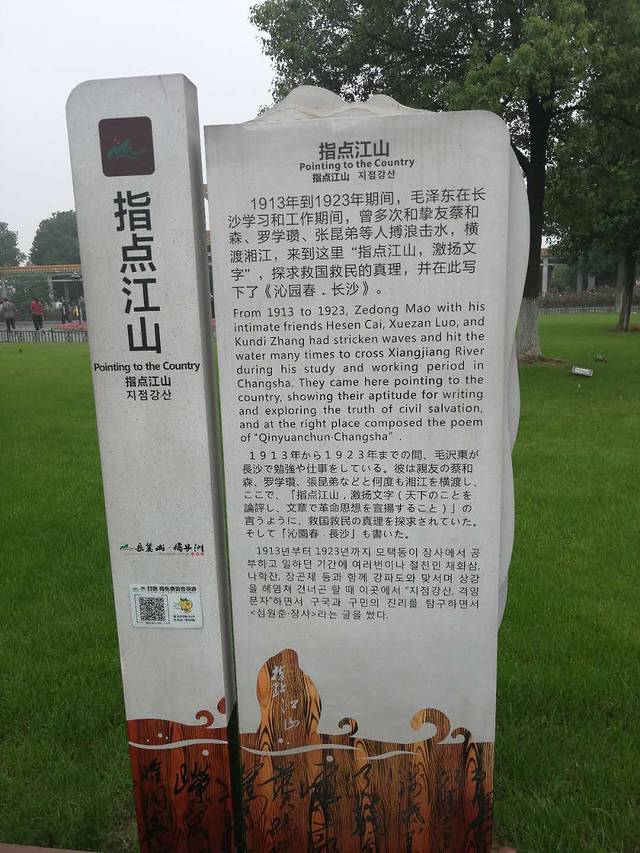 指点江山
Pointing to the Country
指点江山
지점강산
岳麓山·橘子洲
扫我 得免费语音导游
指点江山
Pointing to the Country
指点江山 지점강산
1913年到1923年期间，毛泽东在长
沙学习和工作期间，曾多次和挚友蔡和
森、罗学瓒、张昆弟等人搏浪击水，横
渡湘江，来到这里“指点江山，激扬文
字”，探求救国救民的真理，并在此写
下了《沁园春．长沙》。
From 1913 to 1923, Zedong Mao with his
intimate friends Hesen Cai, Xuezan Luo, and
Kundi Zhang had stricken waves and hit the
water many times to cross Xiangjiang River
during his study and working period in
Changsha. They came here pointing to the
country, showing their aptitude for writing
and exploring the truth of civil salvation,
and at the right place composed the poem
of “Qinyuanchun·Changsha”.
1913年から1923年までの間、毛沢東が
長沙で勉強や仕事をしている。彼は親友の蔡和
森、罗学瓚、張昆弟などと何度も湘江を横渡し、
ここで、「指点江山，激扬文字（天下のことを
論評し、文章で革命思想を宣揚すること）」の
言うように、救国救民の真理を探求されていた。
そして「沁園春．長沙」も書いた。
1913년부터 1923년까지 모택동이 장사에서 공
부하고 일하던 기간에 여러번이나 절친인 채화삼,
나학찬, 장곤제 등과 함께 강파도와 맞서며 상강
을 헤엄쳐 건너곤 할 때 이곳에서 “지점강산, 격양
문자”하면서 구국과 구민의 진리를 탐구하면서
<심원춘·장사>라는 글을 썼다.
指點江山